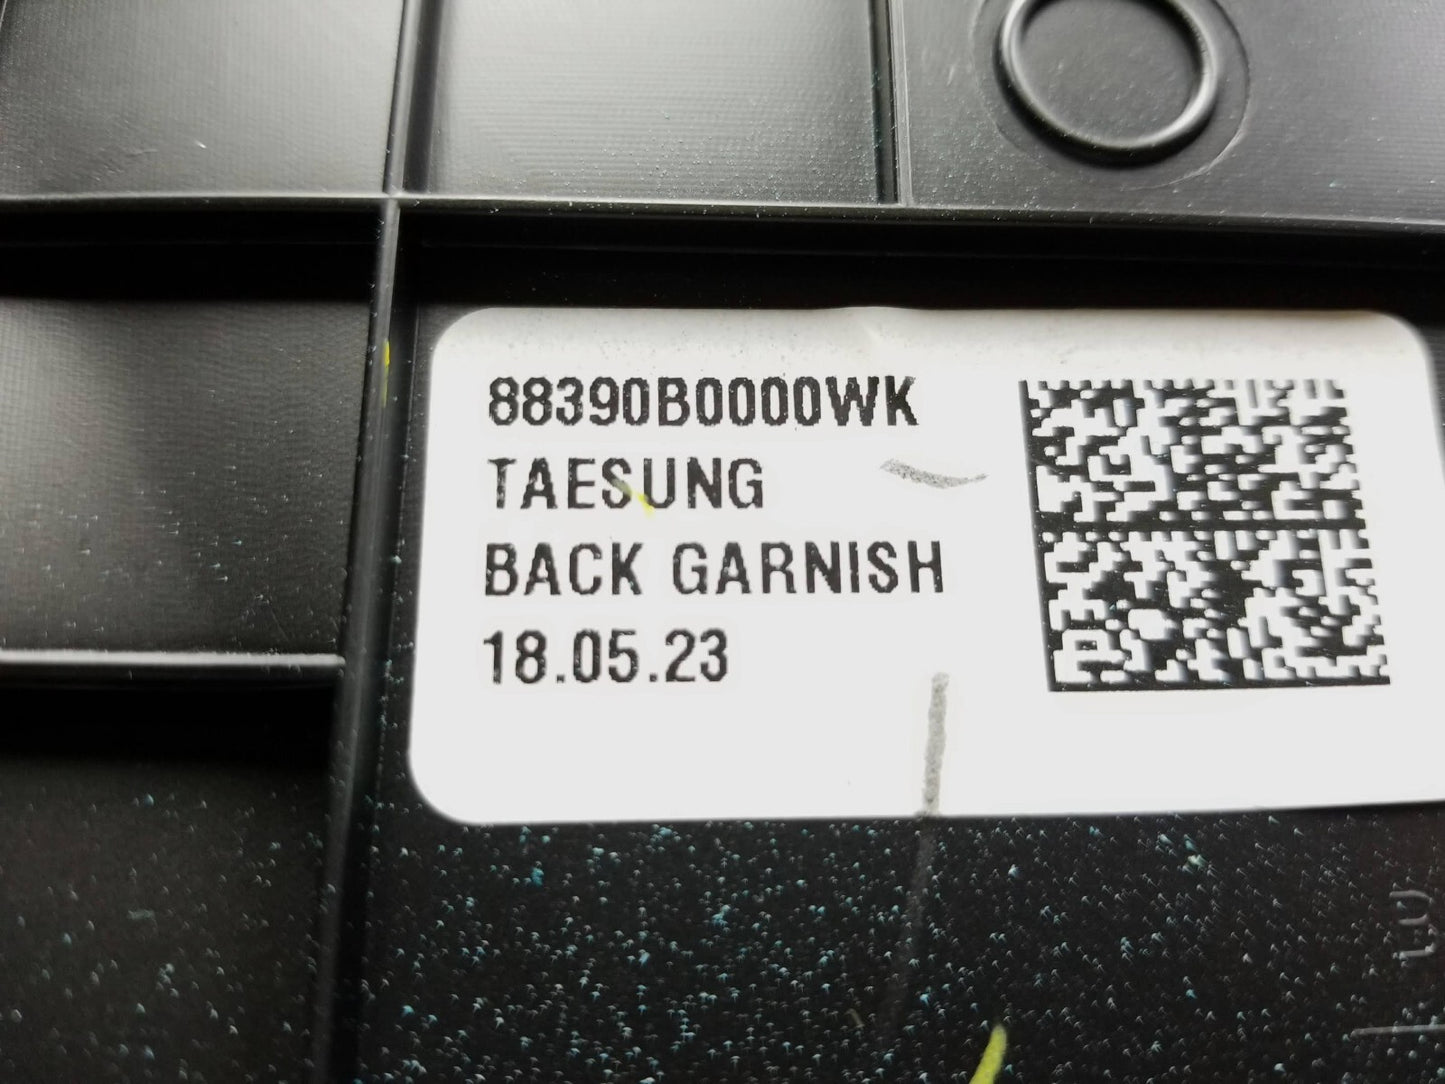 88390B0000WK
TAESUNG
BACK GARNISH
18.05.23